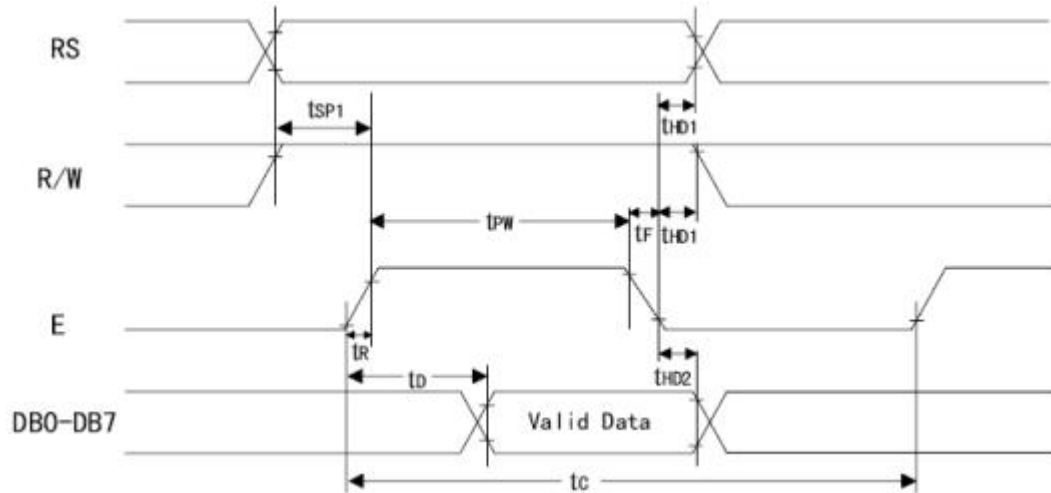 RS
tSP1
tHD1
R/W
tPW
tF
tHD1
E
tR
tD
tHD2
DB0-DB7
Valid Data
tC